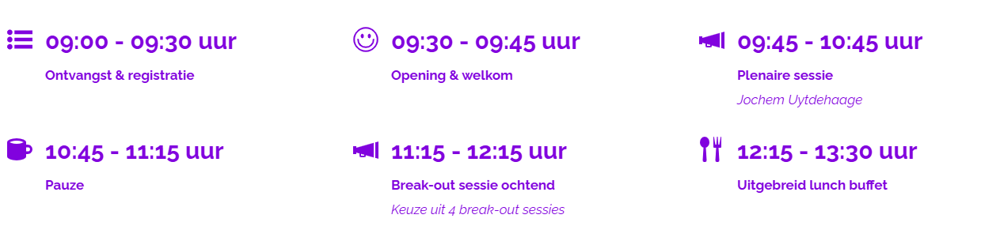 09:00 - 09:30 uur
Ontvangst & registratie
09:30 - 09:45 uur
Opening & welkom
09:45 - 10:45 uur
Plenaire sessie
Jochem Uytdehaage
10:45 - 11:15 uur
Pauze
11:15 - 12:15 uur
Break-out sessie ochtend
Keuze uit 4 break-out sessies
12:15 - 13:30 uur
Uitgebreid lunch buffet